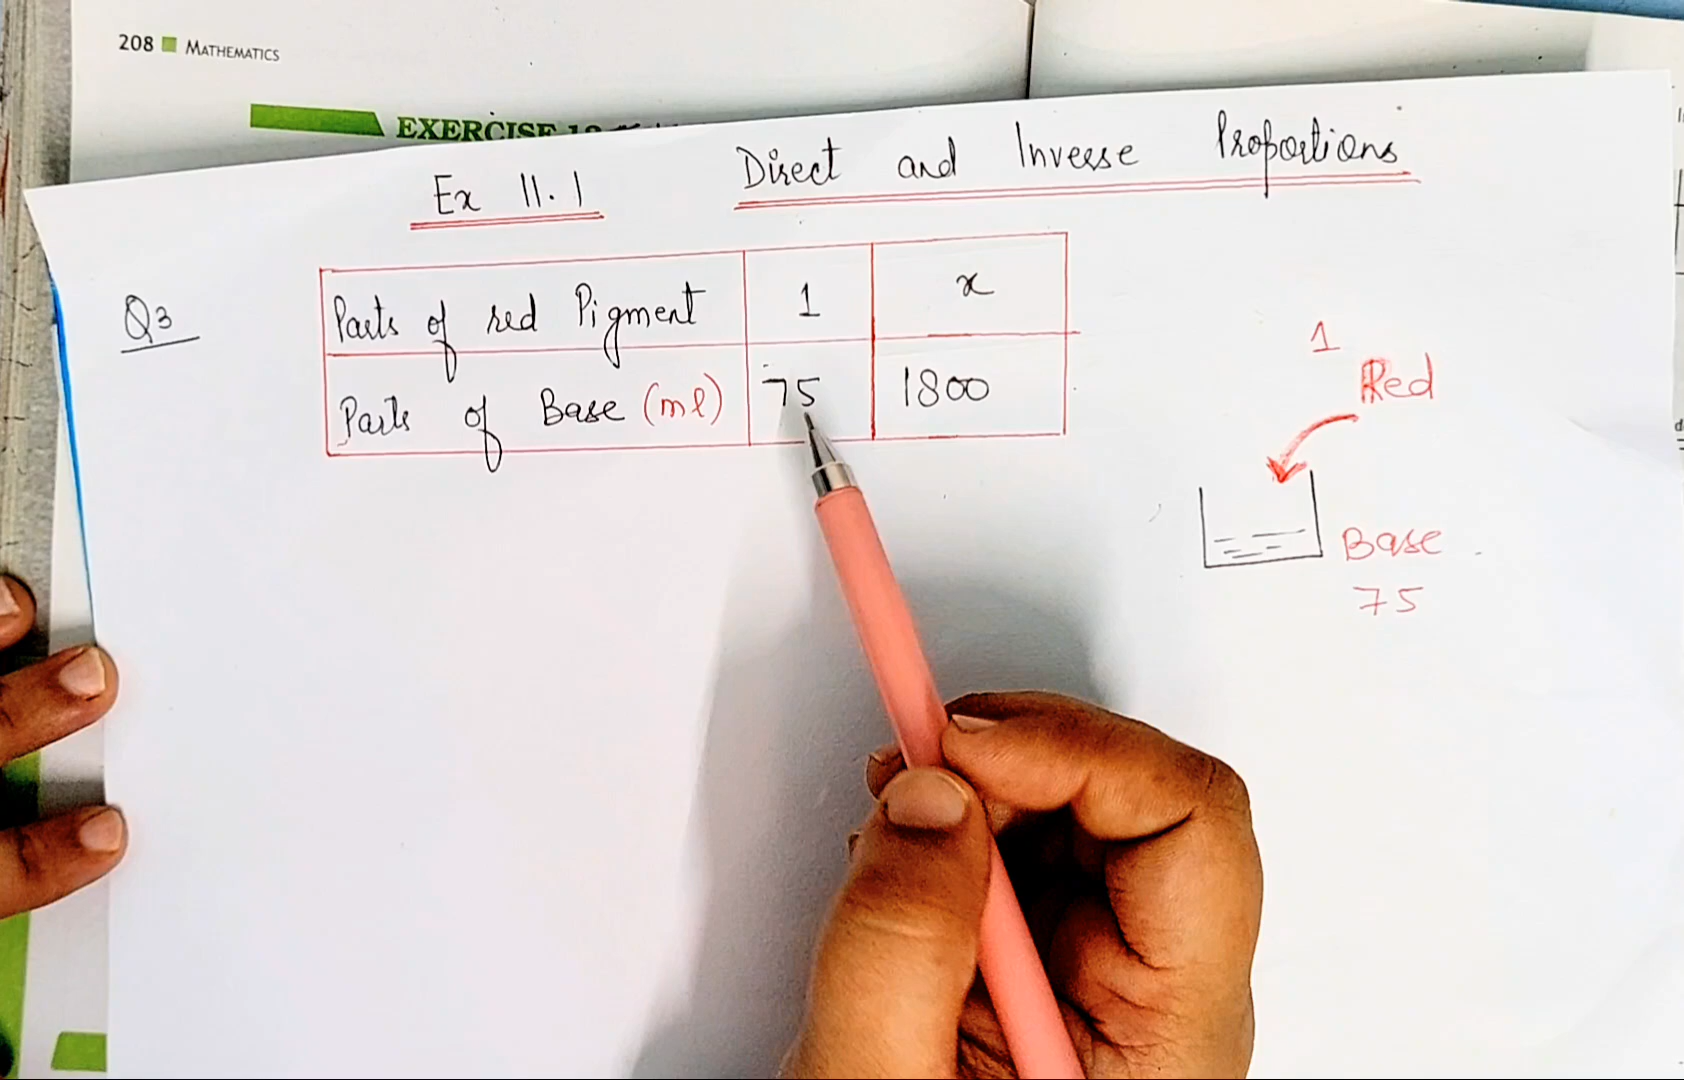 208 MATHEMATICS
EXERCISE
Ex 11.1 Direct and Inverse Proportions
Q3
Parts of red Pigment 1 x
Parts of Base (ml) 75 1800
1
Red
Base
75